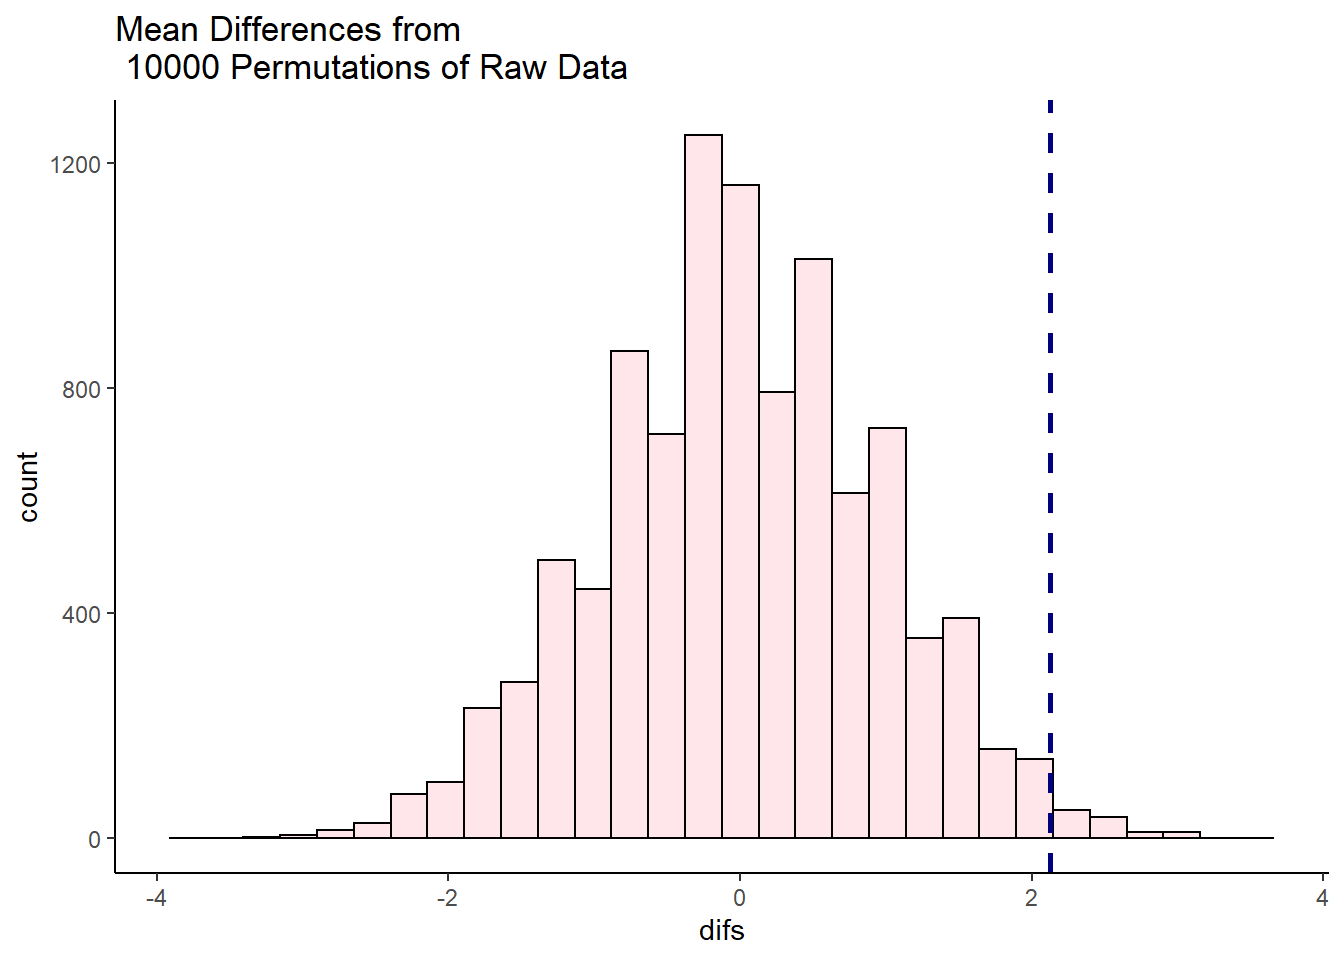 Mean Differences from
10000 Permutations of Raw Data
1200
800
400
0
count
-4
-2
0
2
4
difs